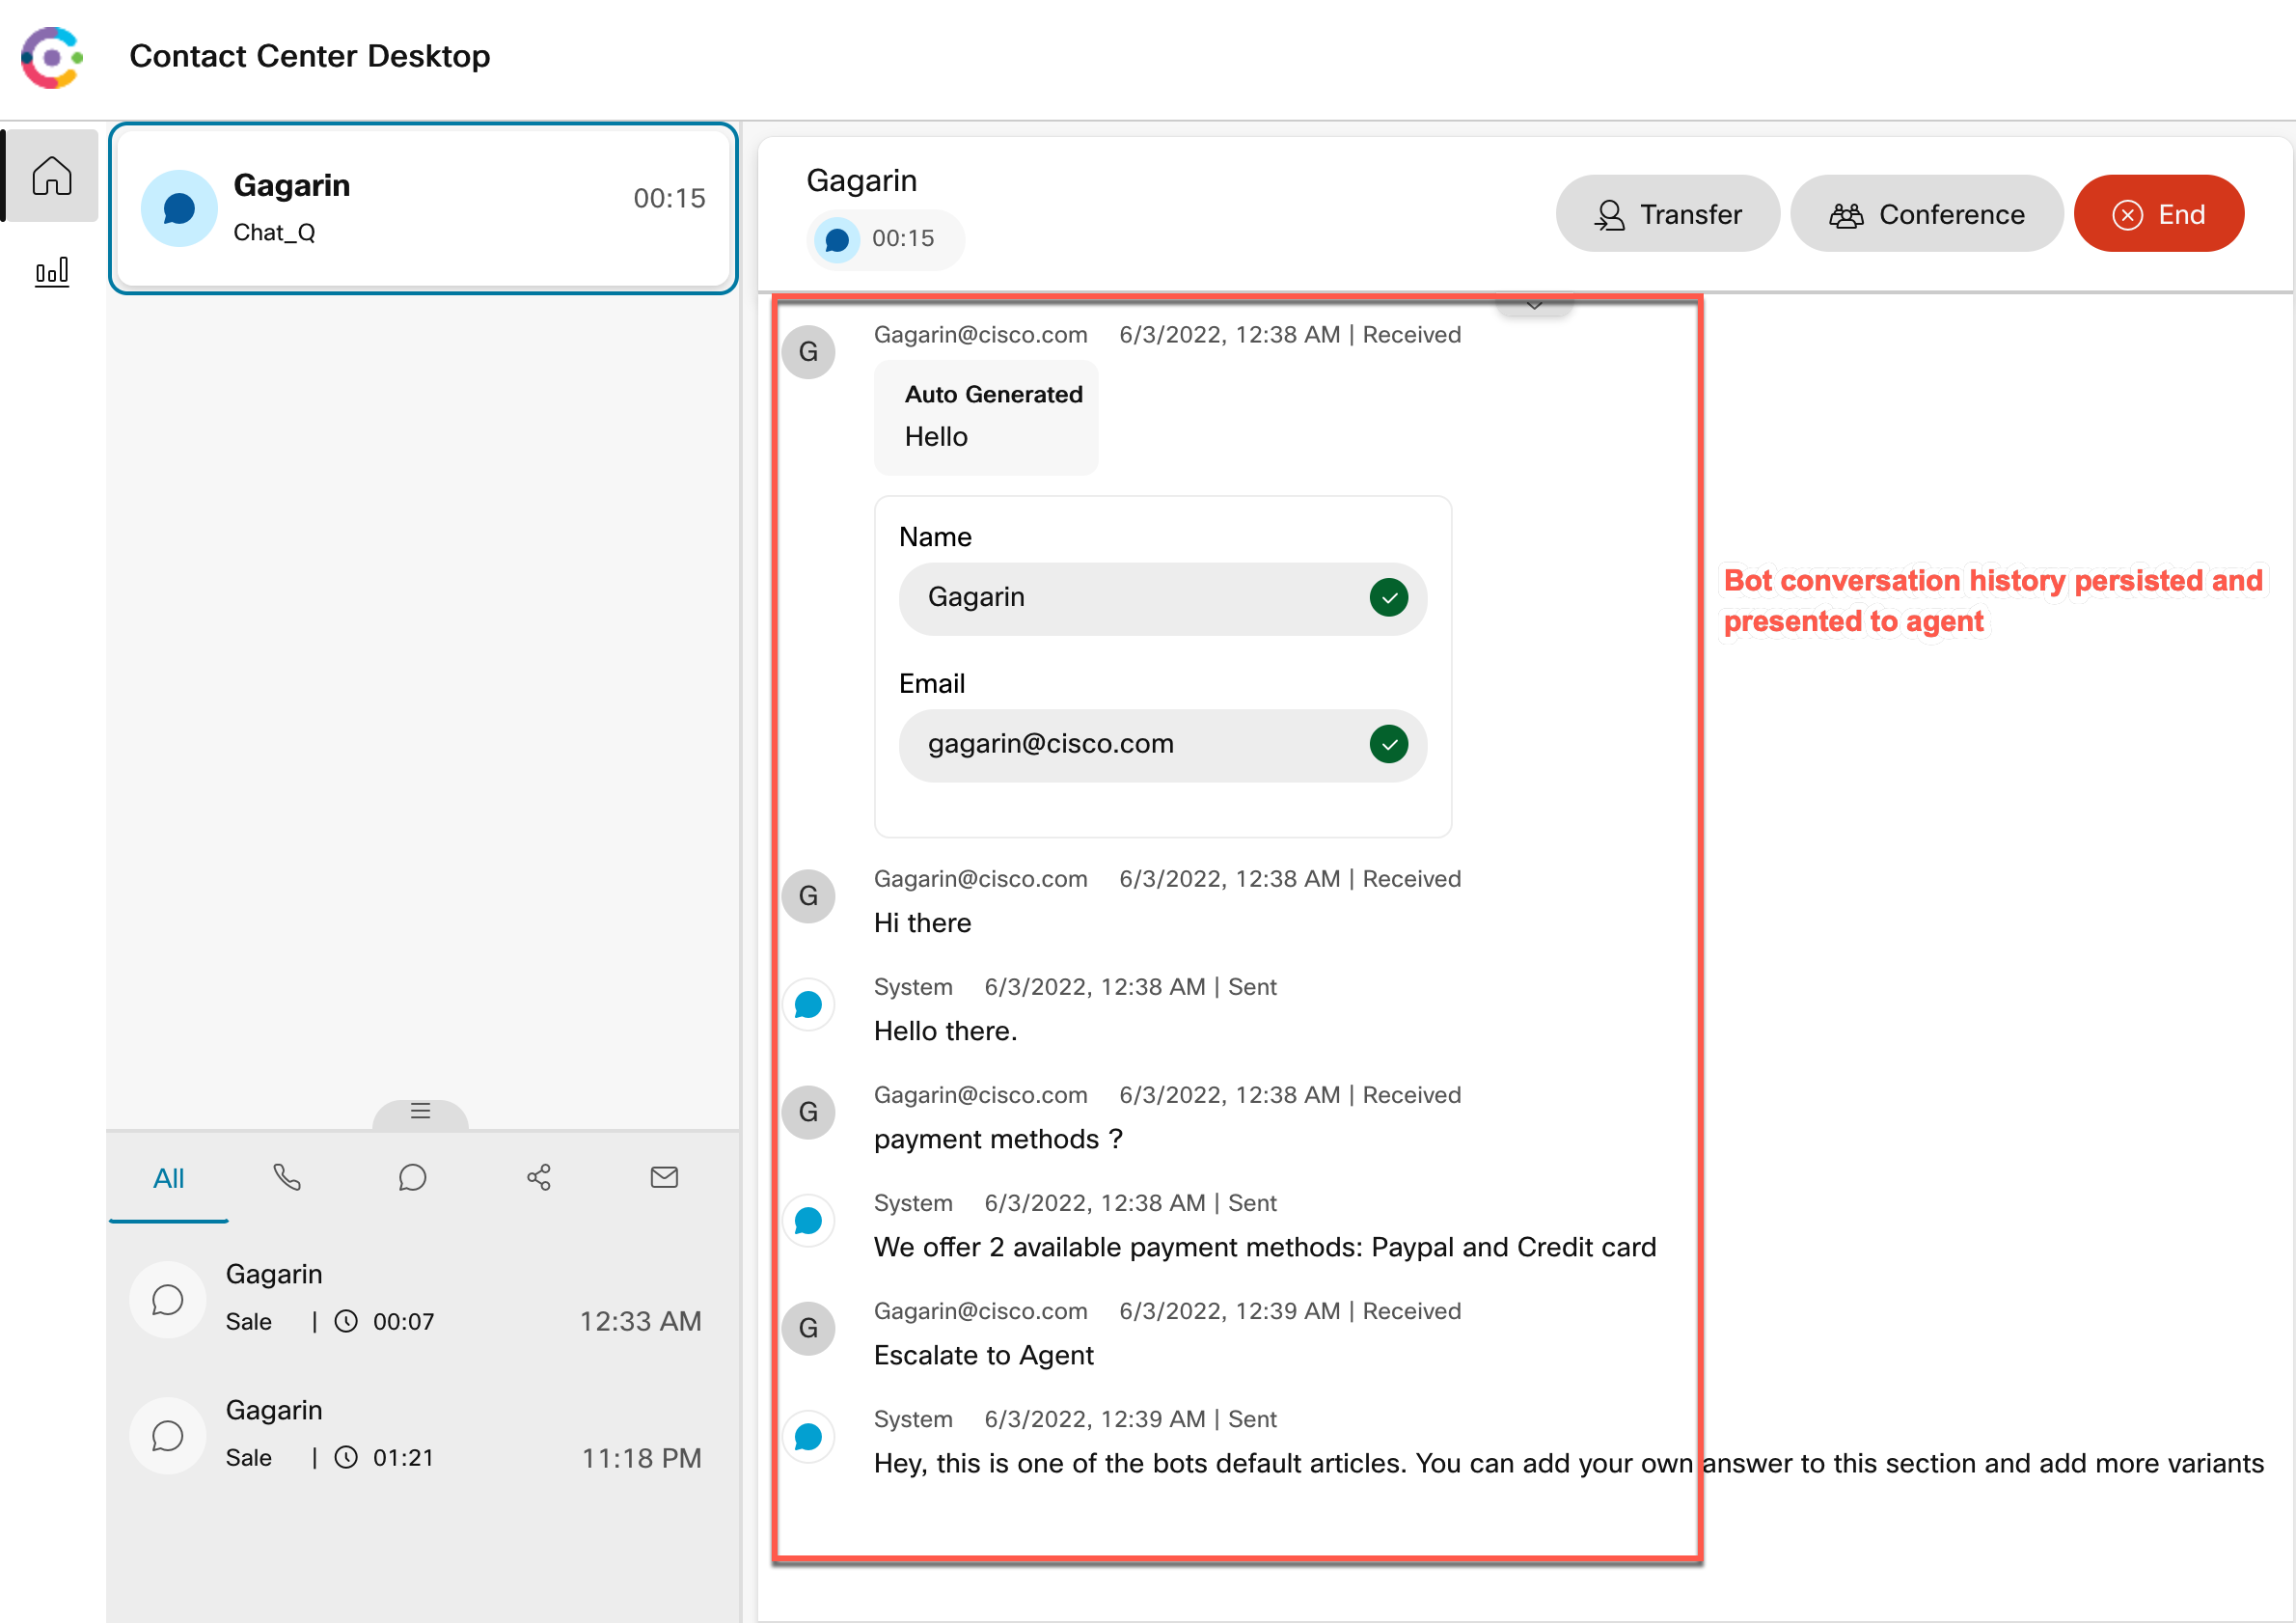 Contact Center Desktop
Gagarin
00:15
Chat_Q
Gagarin
00:15
Transfer
Conference
End
G
Gagarin@cisco.com 6/3/2022, 12:38 AM | Received
Auto Generated
Hello
Name
Gagarin
Email
gagarin@cisco.com
Bot conversation history persisted and
presented to agent
G
Gagarin@cisco.com 6/3/2022, 12:38 AM | Received
Hi there
System 6/3/2022, 12:38 AM | Sent
Hello there.
G
Gagarin@cisco.com 6/3/2022, 12:38 AM | Received
payment methods ?
System 6/3/2022, 12:38 AM | Sent
We offer 2 available payment methods: Paypal and Credit card
G
Gagarin@cisco.com 6/3/2022, 12:39 AM | Received
Escalate to Agent
System 6/3/2022, 12:39 AM | Sent
Hey, this is one of the bots default articles. You can add your own answer to this section and add more variants
All
Gagarin
Sale | 00:07 12:33 AM
Gagarin
Sale | 01:21 11:18 PM